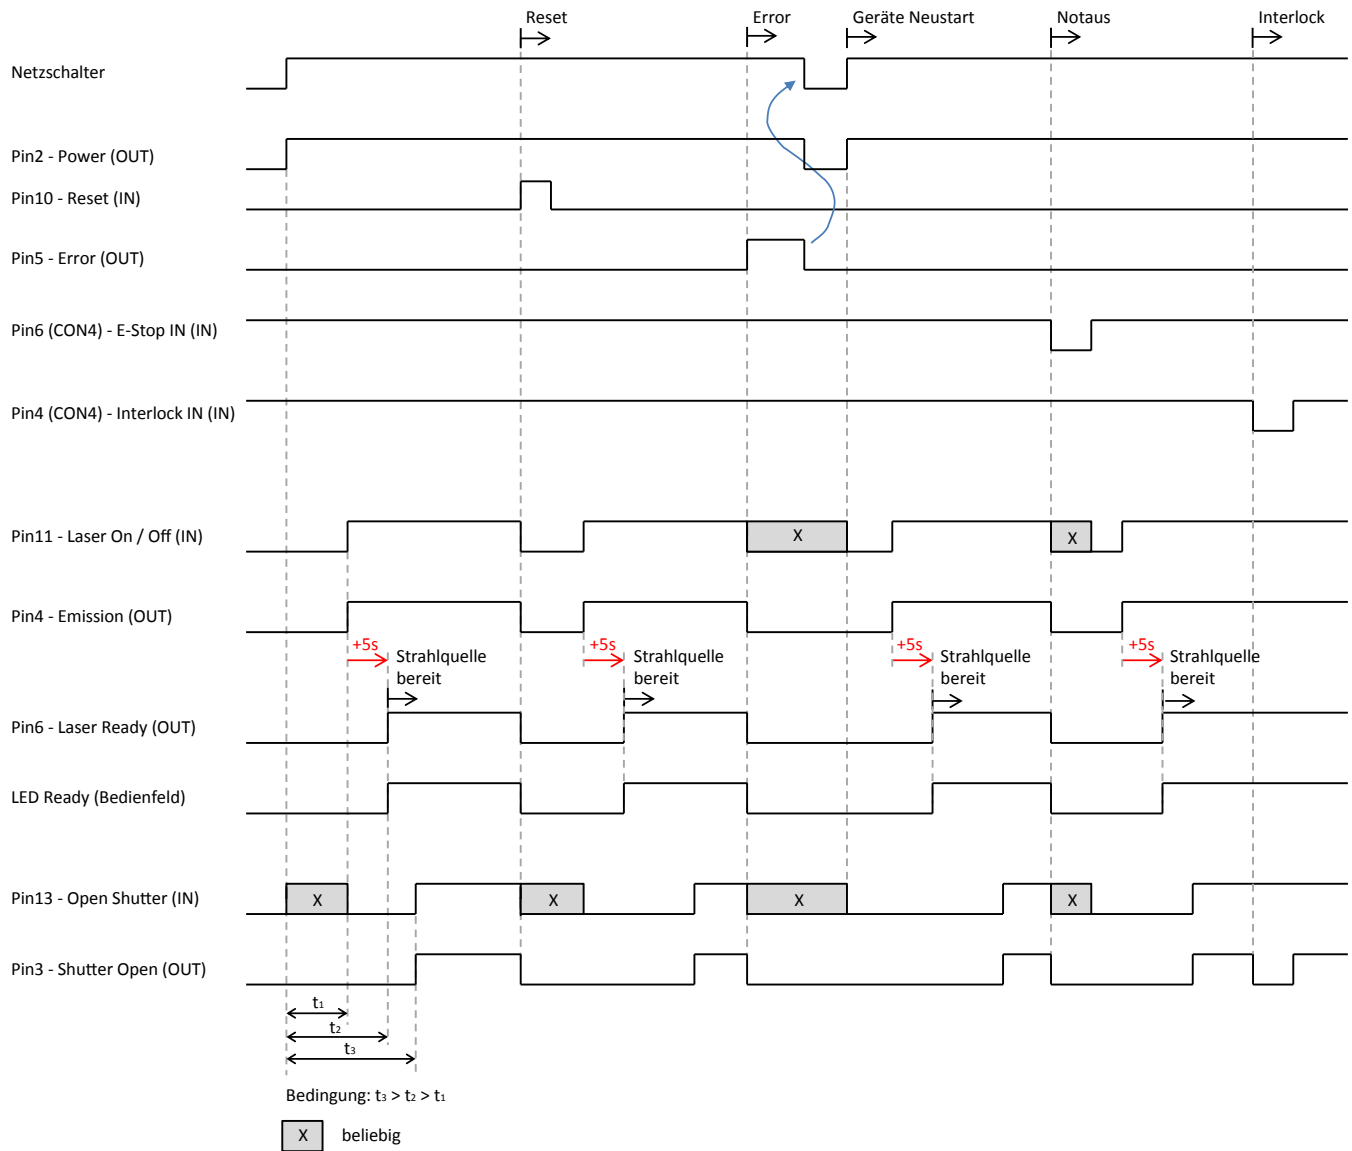 Reset
Error
Geräte Neustart
Notaus
Interlock
Netzschalter
Pin2 - Power (OUT)
Pin10 - Reset (IN)
Pin5 - Error (OUT)
Pin6 (CON4) - E-Stop IN (IN)
Pin4 (CON4) - Interlock IN (IN)
Pin11 - Laser On / Off (IN)
X
X
Pin4 - Emission (OUT)
+5s
Strahlquelle
bereit
+5s
Strahlquelle
bereit
+5s
Strahlquelle
bereit
+5s
Strahlquelle
bereit
Pin6 - Laser Ready (OUT)
LED Ready (Bedienfeld)
Pin13 - Open Shutter (IN)
X
X
X
X
Pin3 - Shutter Open (OUT)
t₁
t₂
t₃
Bedingung: t₃ > t₂ > t₁
X beliebig